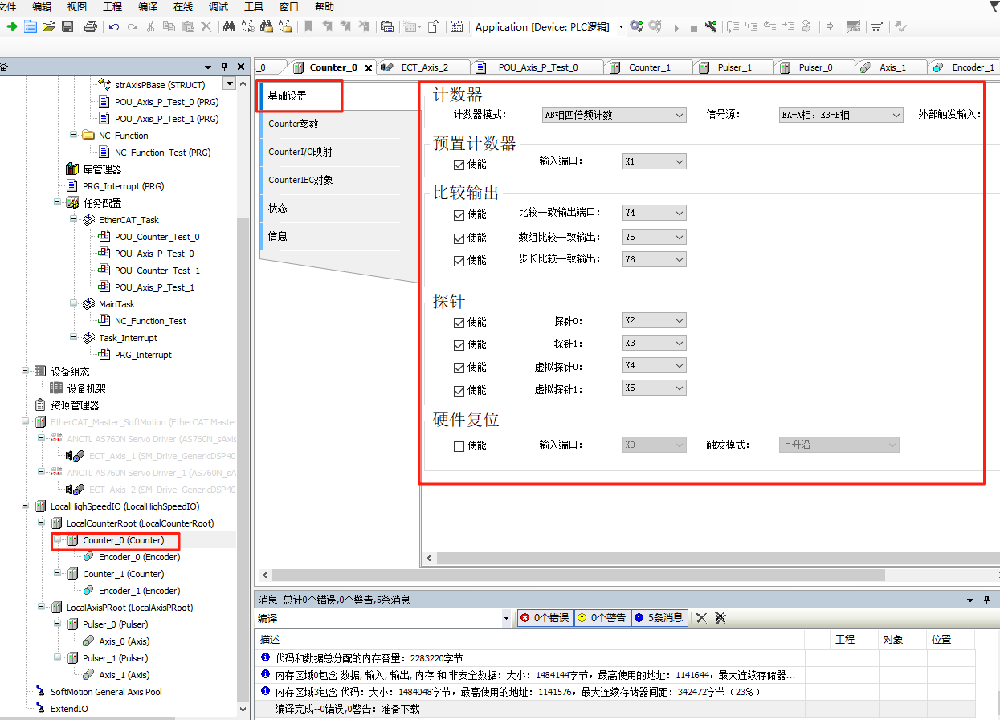 文件 编辑 视图 工程 编译 在线 调试 工具 窗口 帮助
Application [Device: PLC逻辑]
备
strAxisPBase (STRUCT)
POU_Axis_P_Test_0 (PRG)
POU_Axis_P_Test_1 (PRG)
NC_Function
NC_Function_Test (PRG)
库管理器
PRG_Interrupt (PRG)
任务配置
EtherCAT_Task
POU_Counter_Test_0
POU_Axis_P_Test_0
POU_Counter_Test_1
POU_Axis_P_Test_1
MainTask
NC_Function_Test
Task_Interrupt
PRG_Interrupt
设备组态
设备机架
资源管理器
EtherCAT_Master_SoftMotion (EtherCAT Master
ANCTL AS760N Servo Driver (AS760N_sAxis
ECT_Axis_1 (SM_Drive_GenericDSP40
ANCTL AS760N Servo Driver_1 (AS760N_sA
ECT_Axis_2 (SM_Drive_GenericDSP40
LocalHighSpeedIO (LocalHighSpeedIO)
LocalCounterRoot (LocalCounterRoot)
Counter_0 (Counter)
Encoder_0 (Encoder)
Counter_1 (Counter)
Encoder_1 (Encoder)
LocalAxisPRoot (LocalAxisPRoot)
Pulser_0 (Pulser)
Axis_0 (Axis)
Pulser_1 (Pulser)
Axis_1 (Axis)
SoftMotion General Axis Pool
ExtendIO
s_0 Counter_0 ECT_Axis_2 POU_Axis_P_Test_0 Counter_1 Pulser_1 Pulser_0 Axis_1 Encoder_1
基础设置
Counter参数
CounterI/O映射
CounterIEC对象
状态
信息
计数器
计数器模式: AB相四倍频计数 信号源: EA-A相, EB-B相 外部触发输入:
预置计数器
使能 输入端口: X1
比较输出
使能 比较一致输出端口: Y4
使能 数组比较一致输出: Y5
使能 步长比较一致输出: Y6
探针
使能 探针0: X2
使能 探针1: X3
使能 虚拟探针0: X4
使能 虚拟探针1: X5
硬件复位
使能 输入端口: X0 触发模式: 上升沿
消息 -总计0个错误,0个警告,5条消息
编译 0个错误 0个警告 5条消息
描述 工程 对象 位置
代码和数据总分配的内存容量: 2283220字节
内存区域0包含 数据, 输入, 输出, 内存 和 非安全数据: 大小: 1484144字节, 最高使用的地址: 1141644, 最大连续存储器...
内存区域3包含 代码: 大小: 1484048字节, 最高使用的地址: 1141576, 最大连续存储器间距: 342472字节 (23%)
编译完成--0错误,0警告: 准备下载